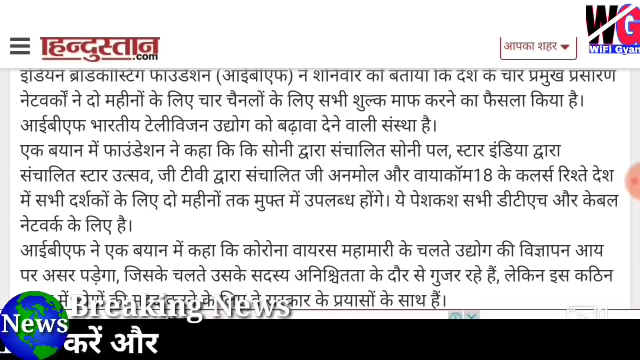 WG
WiFi Gyan
हिन्दुस्तान
.com
आपका शहर
इंडियन ब्रॉडकास्टिंग फाउंडेशन (आईबीएफ) ने शनिवार को बताया कि देश के चार प्रमुख प्रसारण
नेटवर्कों ने दो महीनों के लिए चार चैनलों के लिए सभी शुल्क माफ करने का फैसला किया है।
आईबीएफ भारतीय टेलीविजन उद्योग को बढ़ावा देने वाली संस्था है।
एक बयान में फाउंडेशन ने कहा कि कि सोनी द्वारा संचालित सोनी पल, स्टार इंडिया द्वारा
संचालित स्टार उत्सव, जी टीवी द्वारा संचालित जी अनमोल और वायाकॉम18 के कलर्स रिश्ते देश
में सभी दर्शकों के लिए दो महीनों तक मुफ्त में उपलब्ध होंगे। ये पेशकश सभी डीटीएच और केबल
नेटवर्क के लिए है।
आईबीएफ ने एक बयान में कहा कि कोरोना वायरस महामारी के चलते उद्योग की विज्ञापन आय
पर असर पड़ेगा, जिसके चलते उसके सदस्य अनिश्चितता के दौर से गुजर रहे हैं, लेकिन इस कठिन
में के लिए वे सरकार के प्रयासों के साथ हैं।
Breaking News
News
करें और